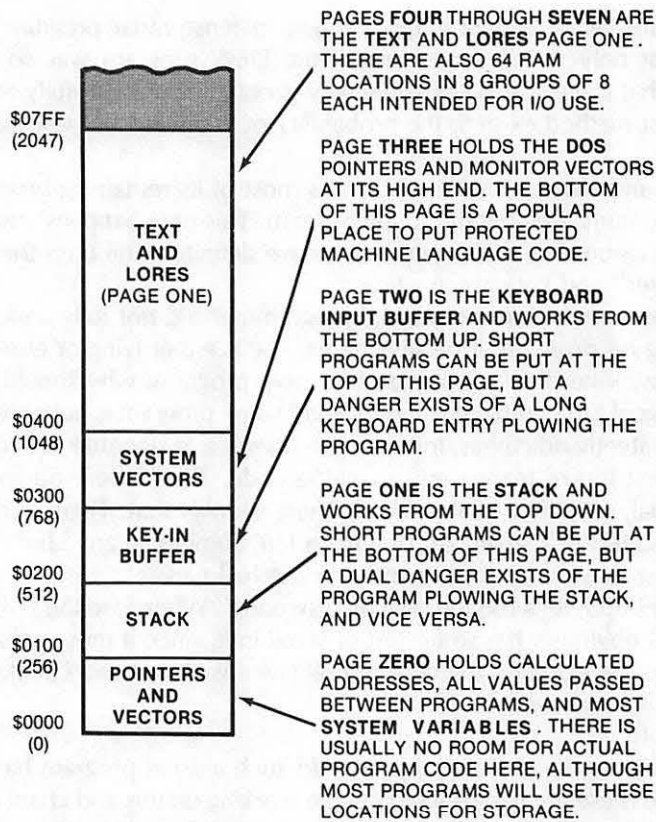 PAGES FOUR THROUGH SEVEN ARE
THE TEXT AND LORES PAGE ONE.
THERE ARE ALSO 64 RAM
LOCATIONS IN 8 GROUPS OF 8
EACH INTENDED FOR I/O USE.
$07FF
(2047)
PAGE THREE HOLDS THE DOS
POINTERS AND MONITOR VECTORS
AT ITS HIGH END. THE BOTTOM
OF THIS PAGE IS A POPULAR
PLACE TO PUT PROTECTED
MACHINE LANGUAGE CODE.
TEXT
AND
LORES
(PAGE ONE)
PAGE TWO IS THE KEYBOARD
INPUT BUFFER AND WORKS FROM
THE BOTTOM UP. SHORT
PROGRAMS CAN BE PUT AT THE
TOP OF THIS PAGE, BUT A
DANGER EXISTS OF A LONG
KEYBOARD ENTRY PLOWING THE
PROGRAM.
$0400
(1048)
SYSTEM
VECTORS
$0300
(768)
KEY-IN
BUFFER
PAGE ONE IS THE STACK AND
WORKS FROM THE TOP DOWN.
SHORT PROGRAMS CAN BE PUT AT
THE BOTTOM OF THIS PAGE, BUT
A DUAL DANGER EXISTS OF THE
PROGRAM PLOWING THE STACK,
AND VICE VERSA.
$0200
(512)
STACK
$0100
(256)
POINTERS
AND
VECTORS
$0000
(0)
PAGE ZERO HOLDS CALCULATED
ADDRESSES, ALL VALUES PASSED
BETWEEN PROGRAMS, AND MOST
SYSTEM VARIABLES. THERE IS
USUALLY NO ROOM FOR ACTUAL
PROGRAM CODE HERE, ALTHOUGH
MOST PROGRAMS WILL USE THESE
LOCATIONS FOR STORAGE.